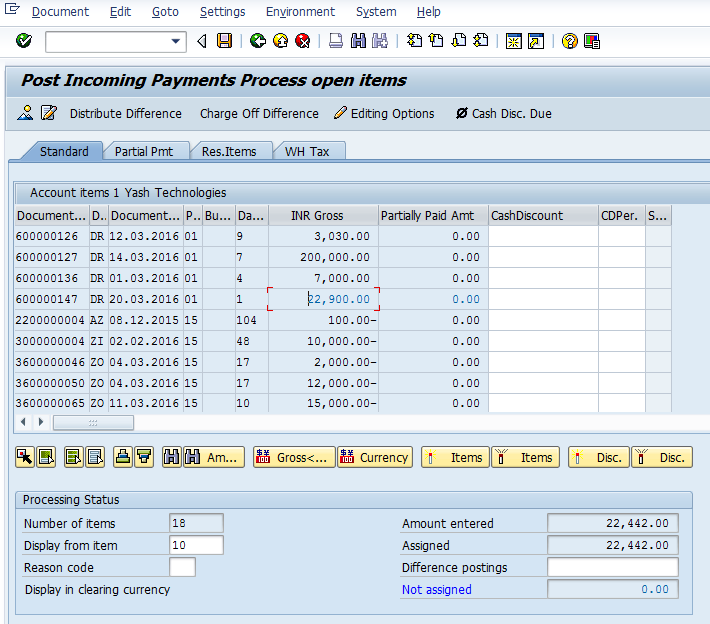 Document Edit Goto Settings Environment System Help
Post Incoming Payments Process open items
Distribute Difference Charge Off Difference Editing Options Cash Disc. Due
Standard Partial Pmt Res.Items WH Tax
Account items 1 Yash Technologies
Document... D.. Document... P.. Bu... Da... INR Gross Partially Paid Amt CashDiscount CDPer. S...
600000126 DR 12.03.2016 01 9 3,030.00 0.00
600000127 DR 14.03.2016 01 7 200,000.00 0.00
600000136 DR 01.03.2016 01 4 7,000.00 0.00
600000147 DR 20.03.2016 01 1 22,900.00 0.00
2200000004 AZ 08.12.2015 15 104 100.00- 0.00
3000000004 ZI 02.02.2016 15 48 10,000.00- 0.00
3600000046 ZO 04.03.2016 15 17 2,000.00- 0.00
3600000050 ZO 04.03.2016 15 17 12,000.00- 0.00
3600000065 ZO 11.03.2016 15 10 15,000.00- 0.00
Am... Gross<... Currency Items Items Disc. Disc.
Processing Status
Number of items 18 Amount entered 22,442.00
Display from item 10 Assigned 22,442.00
Reason code Difference postings
Display in clearing currency Not assigned 0.00